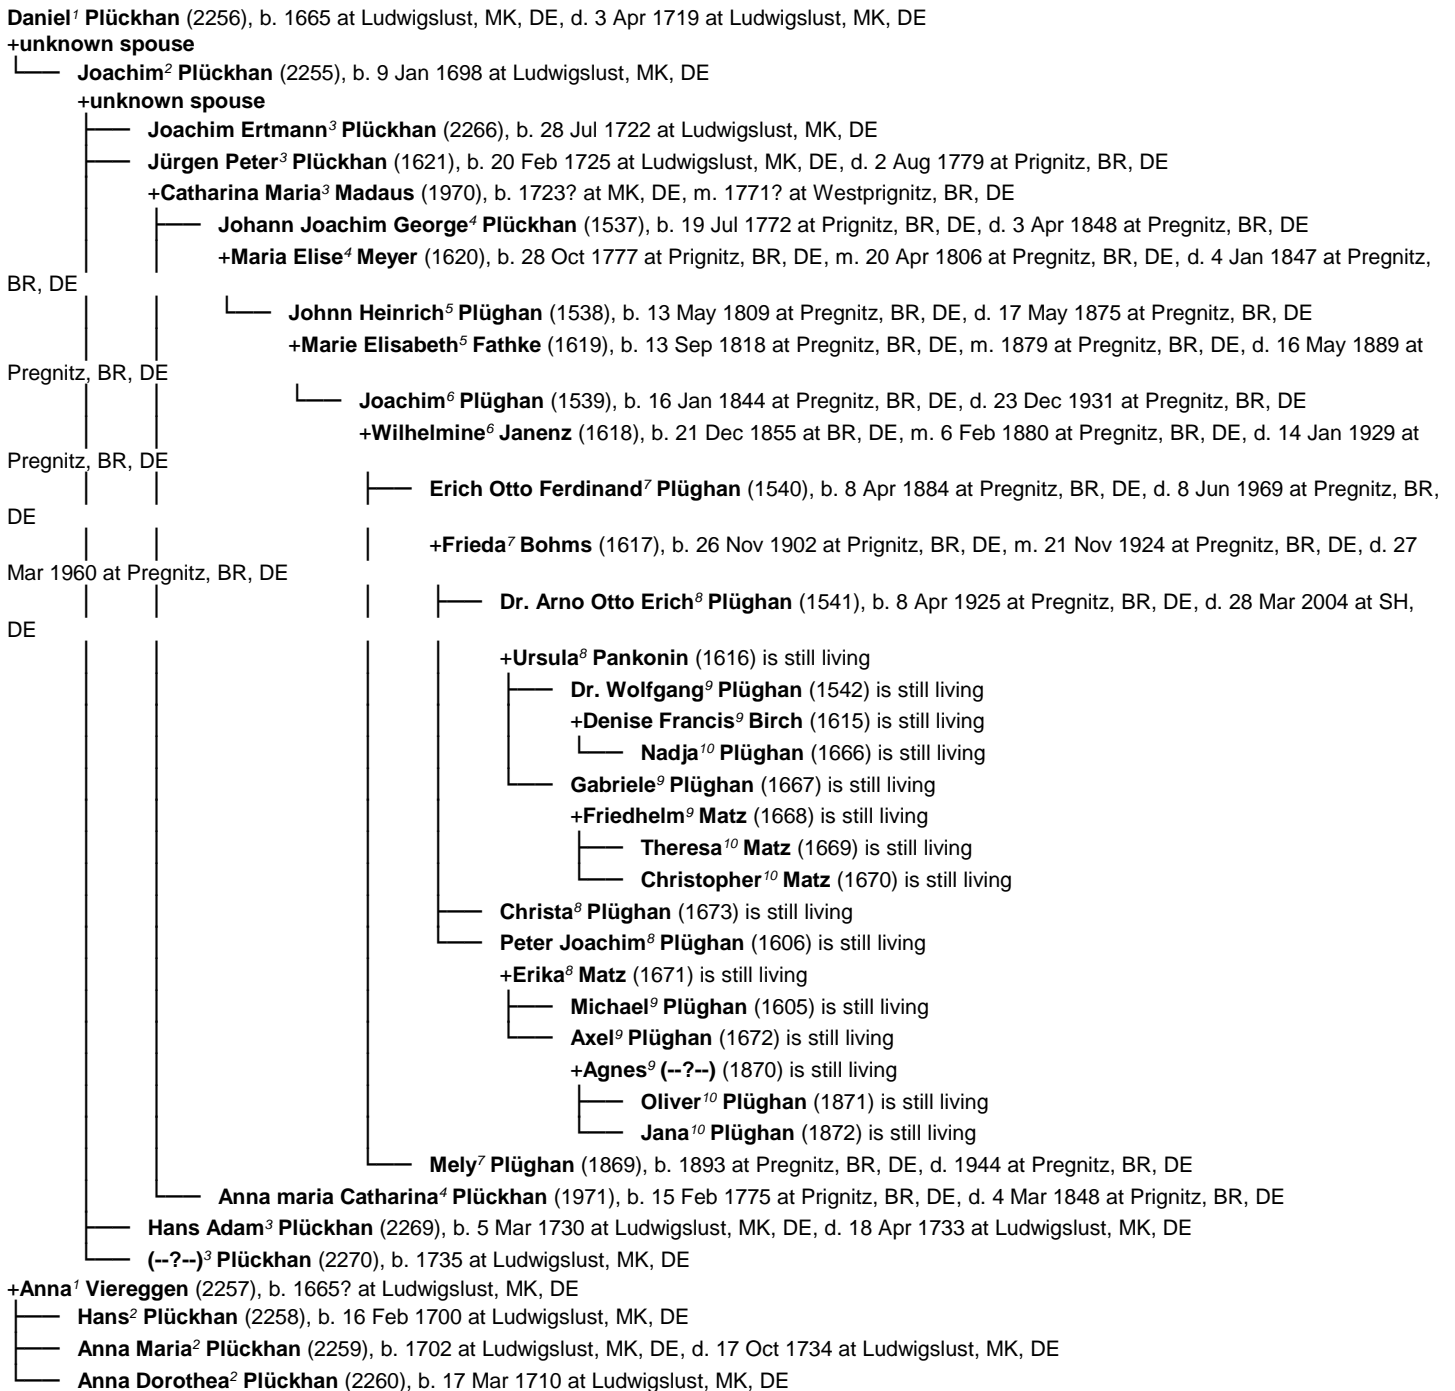 Daniel1 Plückhan (2256), b. 1665 at Ludwigslust, MK, DE, d. 3 Apr 1719 at Ludwigslust, MK, DE
+unknown spouse
Joachim2 Plückhan (2255), b. 9 Jan 1698 at Ludwigslust, MK, DE
+unknown spouse
Joachim Ertmann3 Plückhan (2266), b. 28 Jul 1722 at Ludwigslust, MK, DE
Jürgen Peter3 Plückhan (1621), b. 20 Feb 1725 at Ludwigslust, MK, DE, d. 2 Aug 1779 at Prignitz, BR, DE
+Catharina Maria3 Madaus (1970), b. 1723? at MK, DE, m. 1771? at Westprignitz, BR, DE
Johann Joachim George4 Plückhan (1537), b. 19 Jul 1772 at Prignitz, BR, DE, d. 3 Apr 1848 at Pregnitz, BR, DE
+Maria Elise4 Meyer (1620), b. 28 Oct 1777 at Prignitz, BR, DE, m. 20 Apr 1806 at Pregnitz, BR, DE, d. 4 Jan 1847 at Pregnitz,
BR, DE
Johnn Heinrich5 Plüghan (1538), b. 13 May 1809 at Pregnitz, BR, DE, d. 17 May 1875 at Pregnitz, BR, DE
+Marie Elisabeth5 Fathke (1619), b. 13 Sep 1818 at Pregnitz, BR, DE, m. 1879 at Pregnitz, BR, DE, d. 16 May 1889 at
Pregnitz, BR, DE
Joachim6 Plüghan (1539), b. 16 Jan 1844 at Pregnitz, BR, DE, d. 23 Dec 1931 at Pregnitz, BR, DE
+Wilhelmine6 Janenz (1618), b. 21 Dec 1855 at BR, DE, m. 6 Feb 1880 at Pregnitz, BR, DE, d. 14 Jan 1929 at
Pregnitz, BR, DE
Erich Otto Ferdinand7 Plüghan (1540), b. 8 Apr 1884 at Pregnitz, BR, DE, d. 8 Jun 1969 at Pregnitz, BR,
DE
+Frieda7 Bohms (1617), b. 26 Nov 1902 at Prignitz, BR, DE, m. 21 Nov 1924 at Pregnitz, BR, DE, d. 27
Mar 1960 at Pregnitz, BR, DE
Dr. Arno Otto Erich8 Plüghan (1541), b. 8 Apr 1925 at Pregnitz, BR, DE, d. 28 Mar 2004 at SH,
DE
+Ursula8 Pankonin (1616) is still living
Dr. Wolfgang9 Plüghan (1542) is still living
+Denise Francis9 Birch (1615) is still living
Nadja10 Plüghan (1666) is still living
Gabriele9 Plüghan (1667) is still living
+Friedhelm9 Matz (1668) is still living
Theresa10 Matz (1669) is still living
Christopher10 Matz (1670) is still living
Christa8 Plüghan (1673) is still living
Peter Joachim8 Plüghan (1606) is still living
+Erika8 Matz (1671) is still living
Michael9 Plüghan (1605) is still living
Axel9 Plüghan (1672) is still living
+Agnes9 (--?--) (1870) is still living
Oliver10 Plüghan (1871) is still living
Jana10 Plüghan (1872) is still living
Mely7 Plüghan (1869), b. 1893 at Pregnitz, BR, DE, d. 1944 at Pregnitz, BR, DE
Anna maria Catharina4 Plückhan (1971), b. 15 Feb 1775 at Prignitz, BR, DE, d. 4 Mar 1848 at Prignitz, BR, DE
Hans Adam3 Plückhan (2269), b. 5 Mar 1730 at Ludwigslust, MK, DE, d. 18 Apr 1733 at Ludwigslust, MK, DE
(--?--)3 Plückhan (2270), b. 1735 at Ludwigslust, MK, DE
+Anna1 Viereggen (2257), b. 1665? at Ludwigslust, MK, DE
Hans2 Plückhan (2258), b. 16 Feb 1700 at Ludwigslust, MK, DE
Anna Maria2 Plückhan (2259), b. 1702 at Ludwigslust, MK, DE, d. 17 Oct 1734 at Ludwigslust, MK, DE
Anna Dorothea2 Plückhan (2260), b. 17 Mar 1710 at Ludwigslust, MK, DE